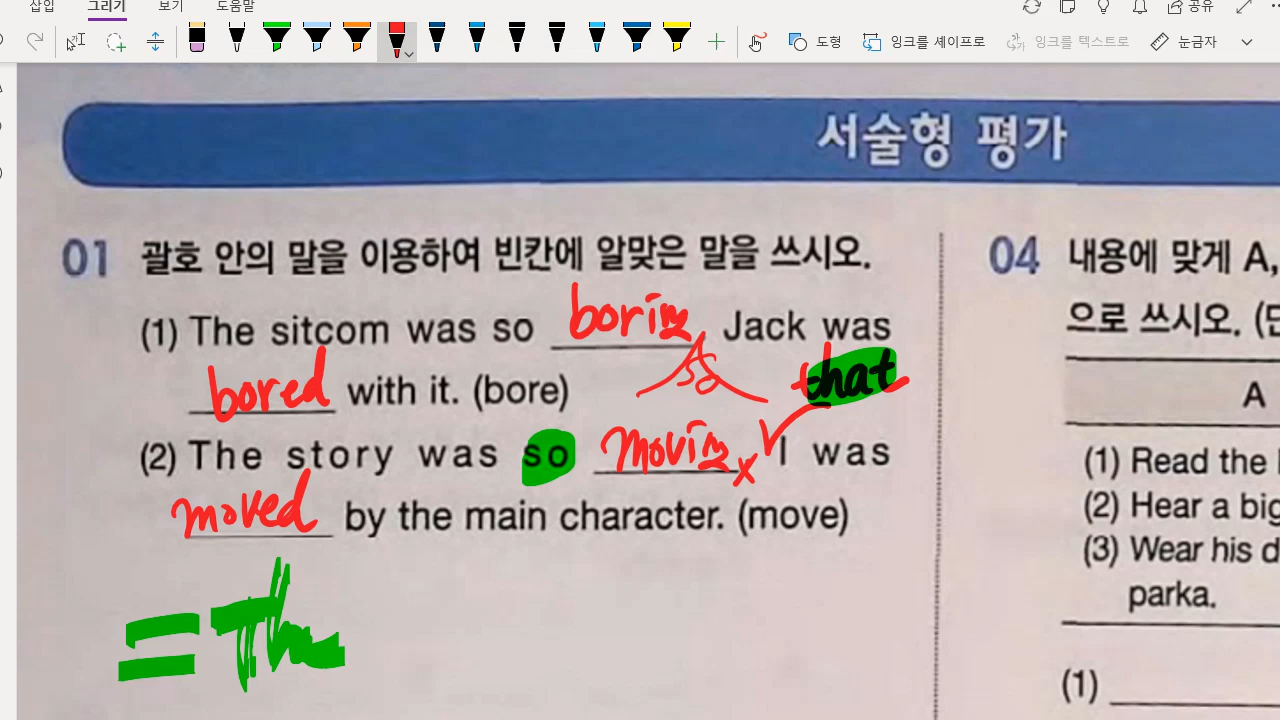 삽입 그리기 보기 도움말 공유
도형 잉크를 셰이프로 잉크를 텍스트로 눈금자
서술형 평가
01 괄호 안의 말을 이용하여 빈칸에 알맞은 말을 쓰시오.
(1) The sitcom was so boring Jack was
so that
bored with it. (bore)
(2) The story was so moving x I was
moved by the main character. (move)
= The
04 내용에 맞게 A,
으로 쓰시오. (단
A
(1) Read the
(2) Hear a big
(3) Wear his d
parka.
(1)